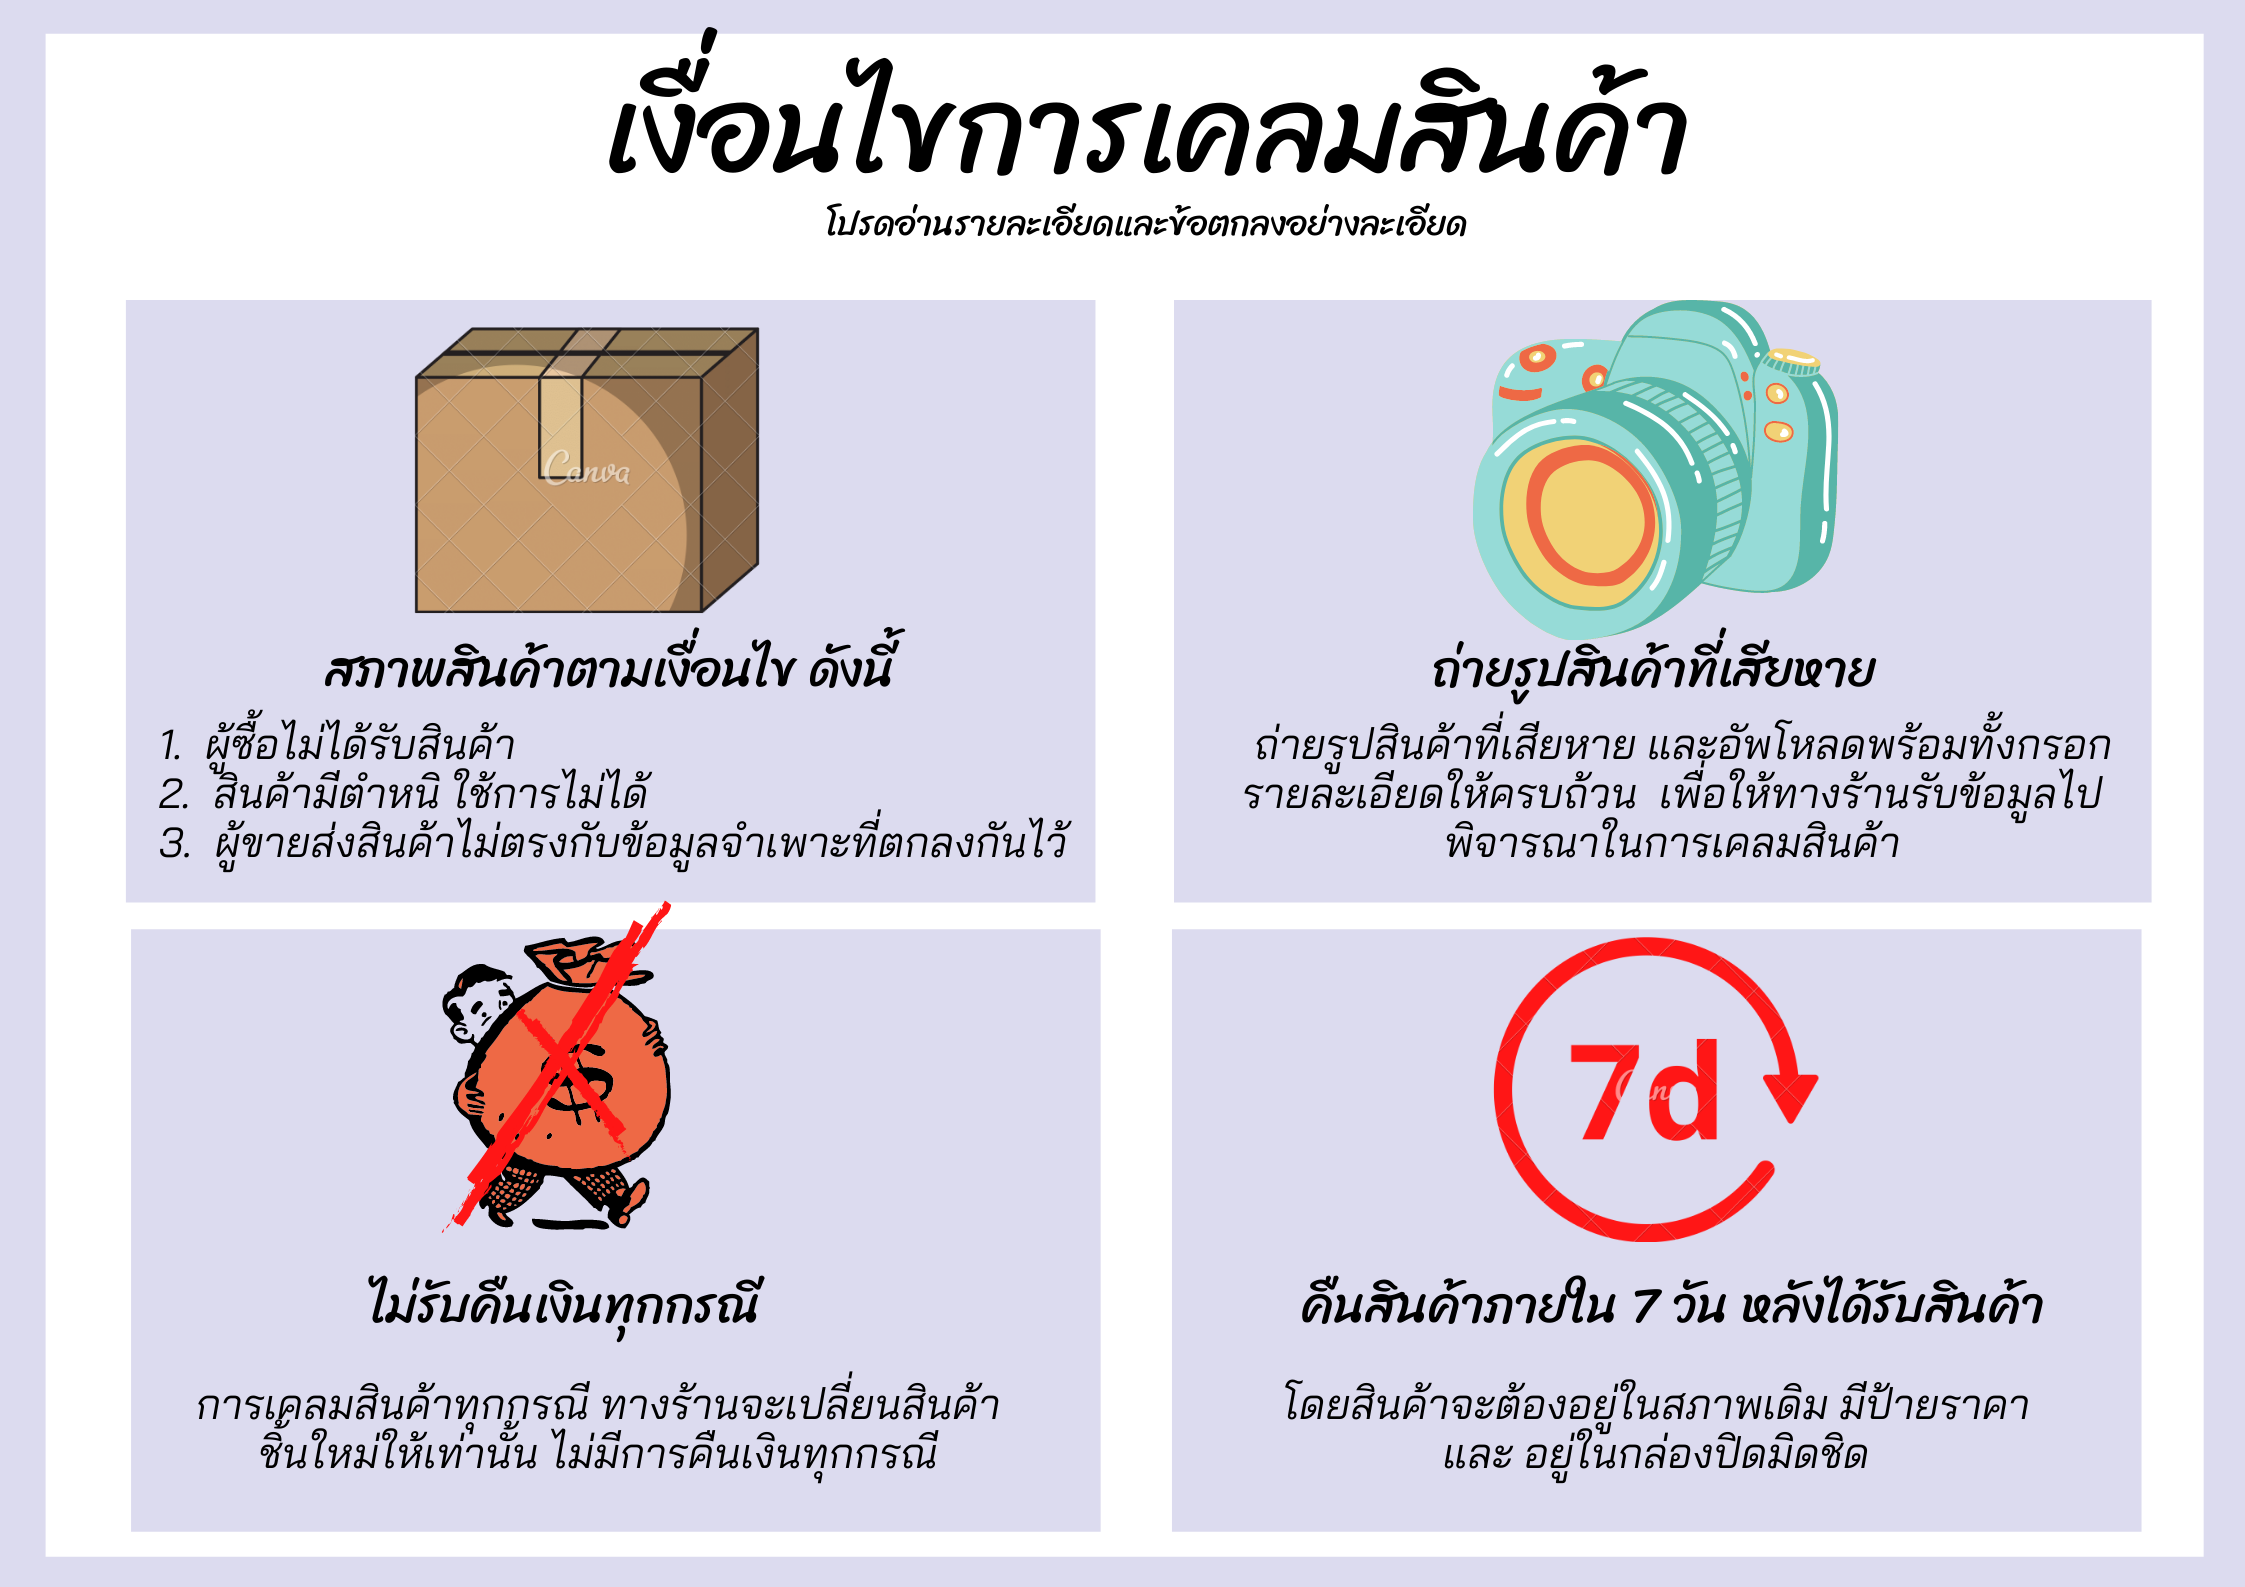 เงื่อนไขการเคลมสินค้า
โปรดอ่านรายละเอียดและข้อตกลงอย่างละเอียด
Canva
สภาพสินค้าตามเงื่อนไข ดังนี้
1. ผู้ซื้อไม่ได้รับสินค้า
2. สินค้ามีตำหนิ ใช้การไม่ได้
3. ผู้ขายส่งสินค้าไม่ตรงกับข้อมูลจำเพาะที่ตกลงกันไว้
ถ่ายรูปสินค้าที่เสียหาย
ถ่ายรูปสินค้าที่เสียหาย และอัพโหลดพร้อมทั้งกรอก
รายละเอียดให้ครบถ้วน เพื่อให้ทางร้านรับข้อมูลไป
พิจารณาในการเคลมสินค้า
$
ไม่รับคืนเงินทุกกรณี
การเคลมสินค้าทุกกรณี ทางร้านจะเปลี่ยนสินค้า
ชิ้นใหม่ให้เท่านั้น ไม่มีการคืนเงินทุกกรณี
7d
คืนสินค้าภายใน 7 วัน หลังได้รับสินค้า
โดยสินค้าจะต้องอยู่ในสภาพเดิม มีป้ายราคา
และ อยู่ในกล่องปิดมิดชิด